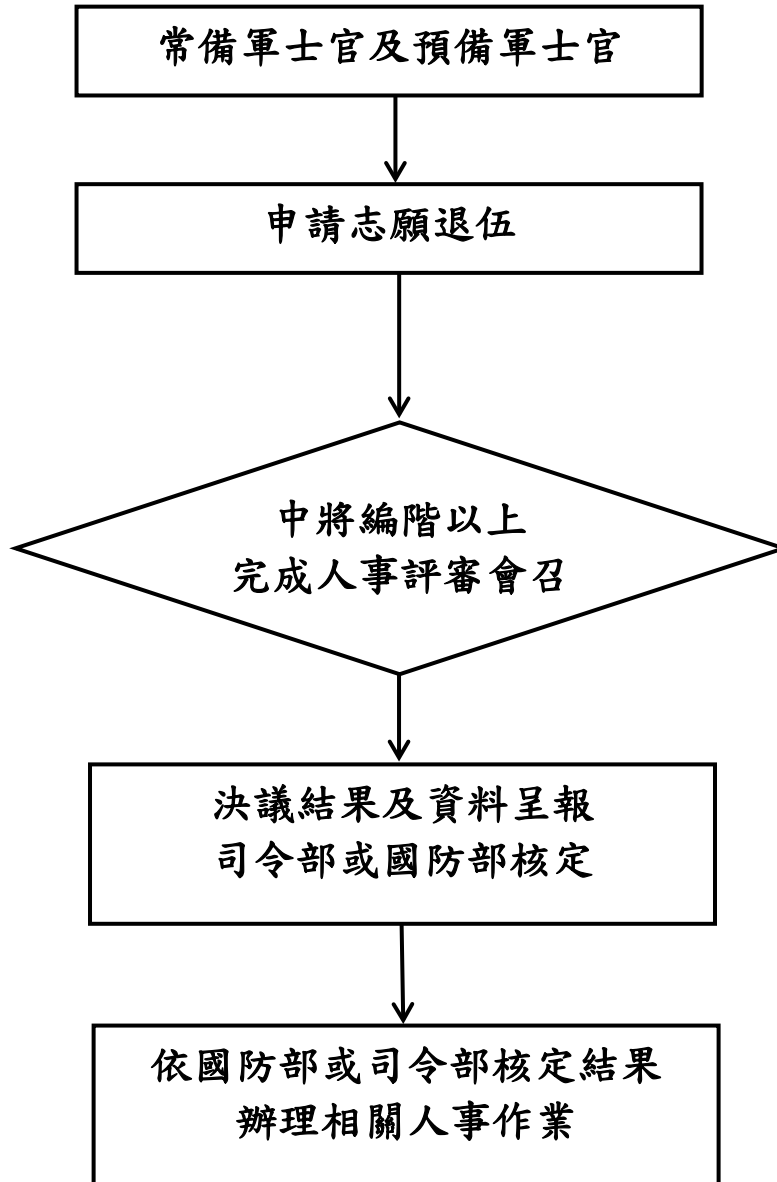 常備軍士官及預備軍士官
申請志願退伍
中將編階以上
完成人事評審會召
決議結果及資料呈報
司令部或國防部核定
依國防部或司令部核定結果
辦理相關人事作業